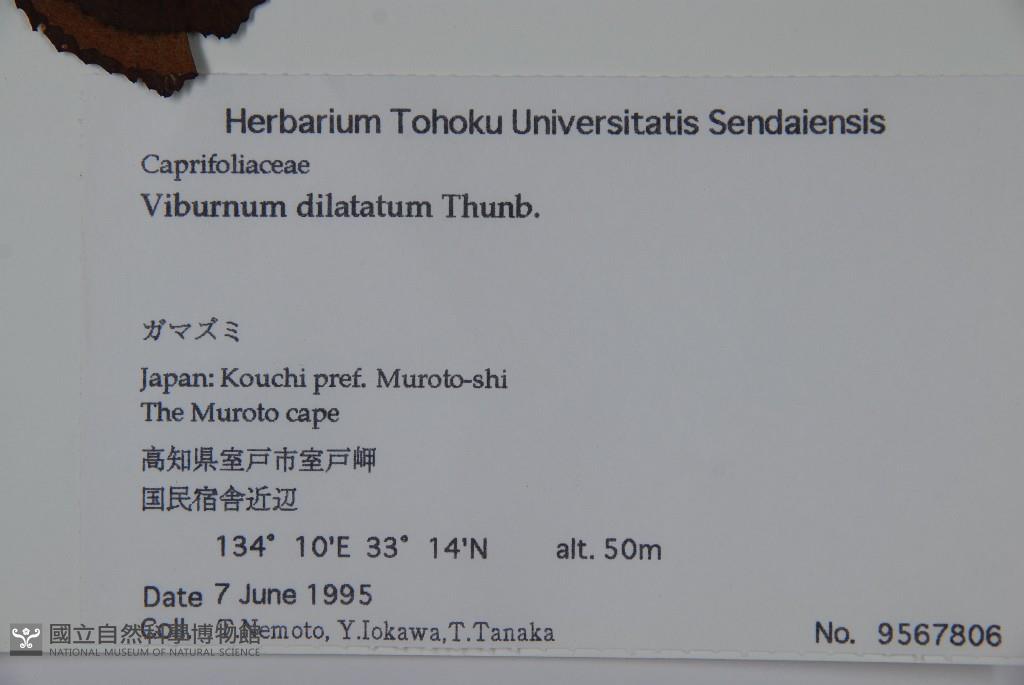 Herbarium Tohoku Universitatis Sendaiensis
Caprifoliaceae
Viburnum dilatatum Thunb.
ガマズミ
Japan: Kouchi pref. Muroto-shi
The Muroto cape
高知県室戸市室戸岬
国民宿舎近辺
134° 10'E 33° 14'N alt. 50m
Date 7 June 1995
Coll. T.Nemoto, Y.Iokawa,T.Tanaka
No. 9567806
國立自然科學博物館
NATIONAL MUSEUM OF NATURAL SCIENCE